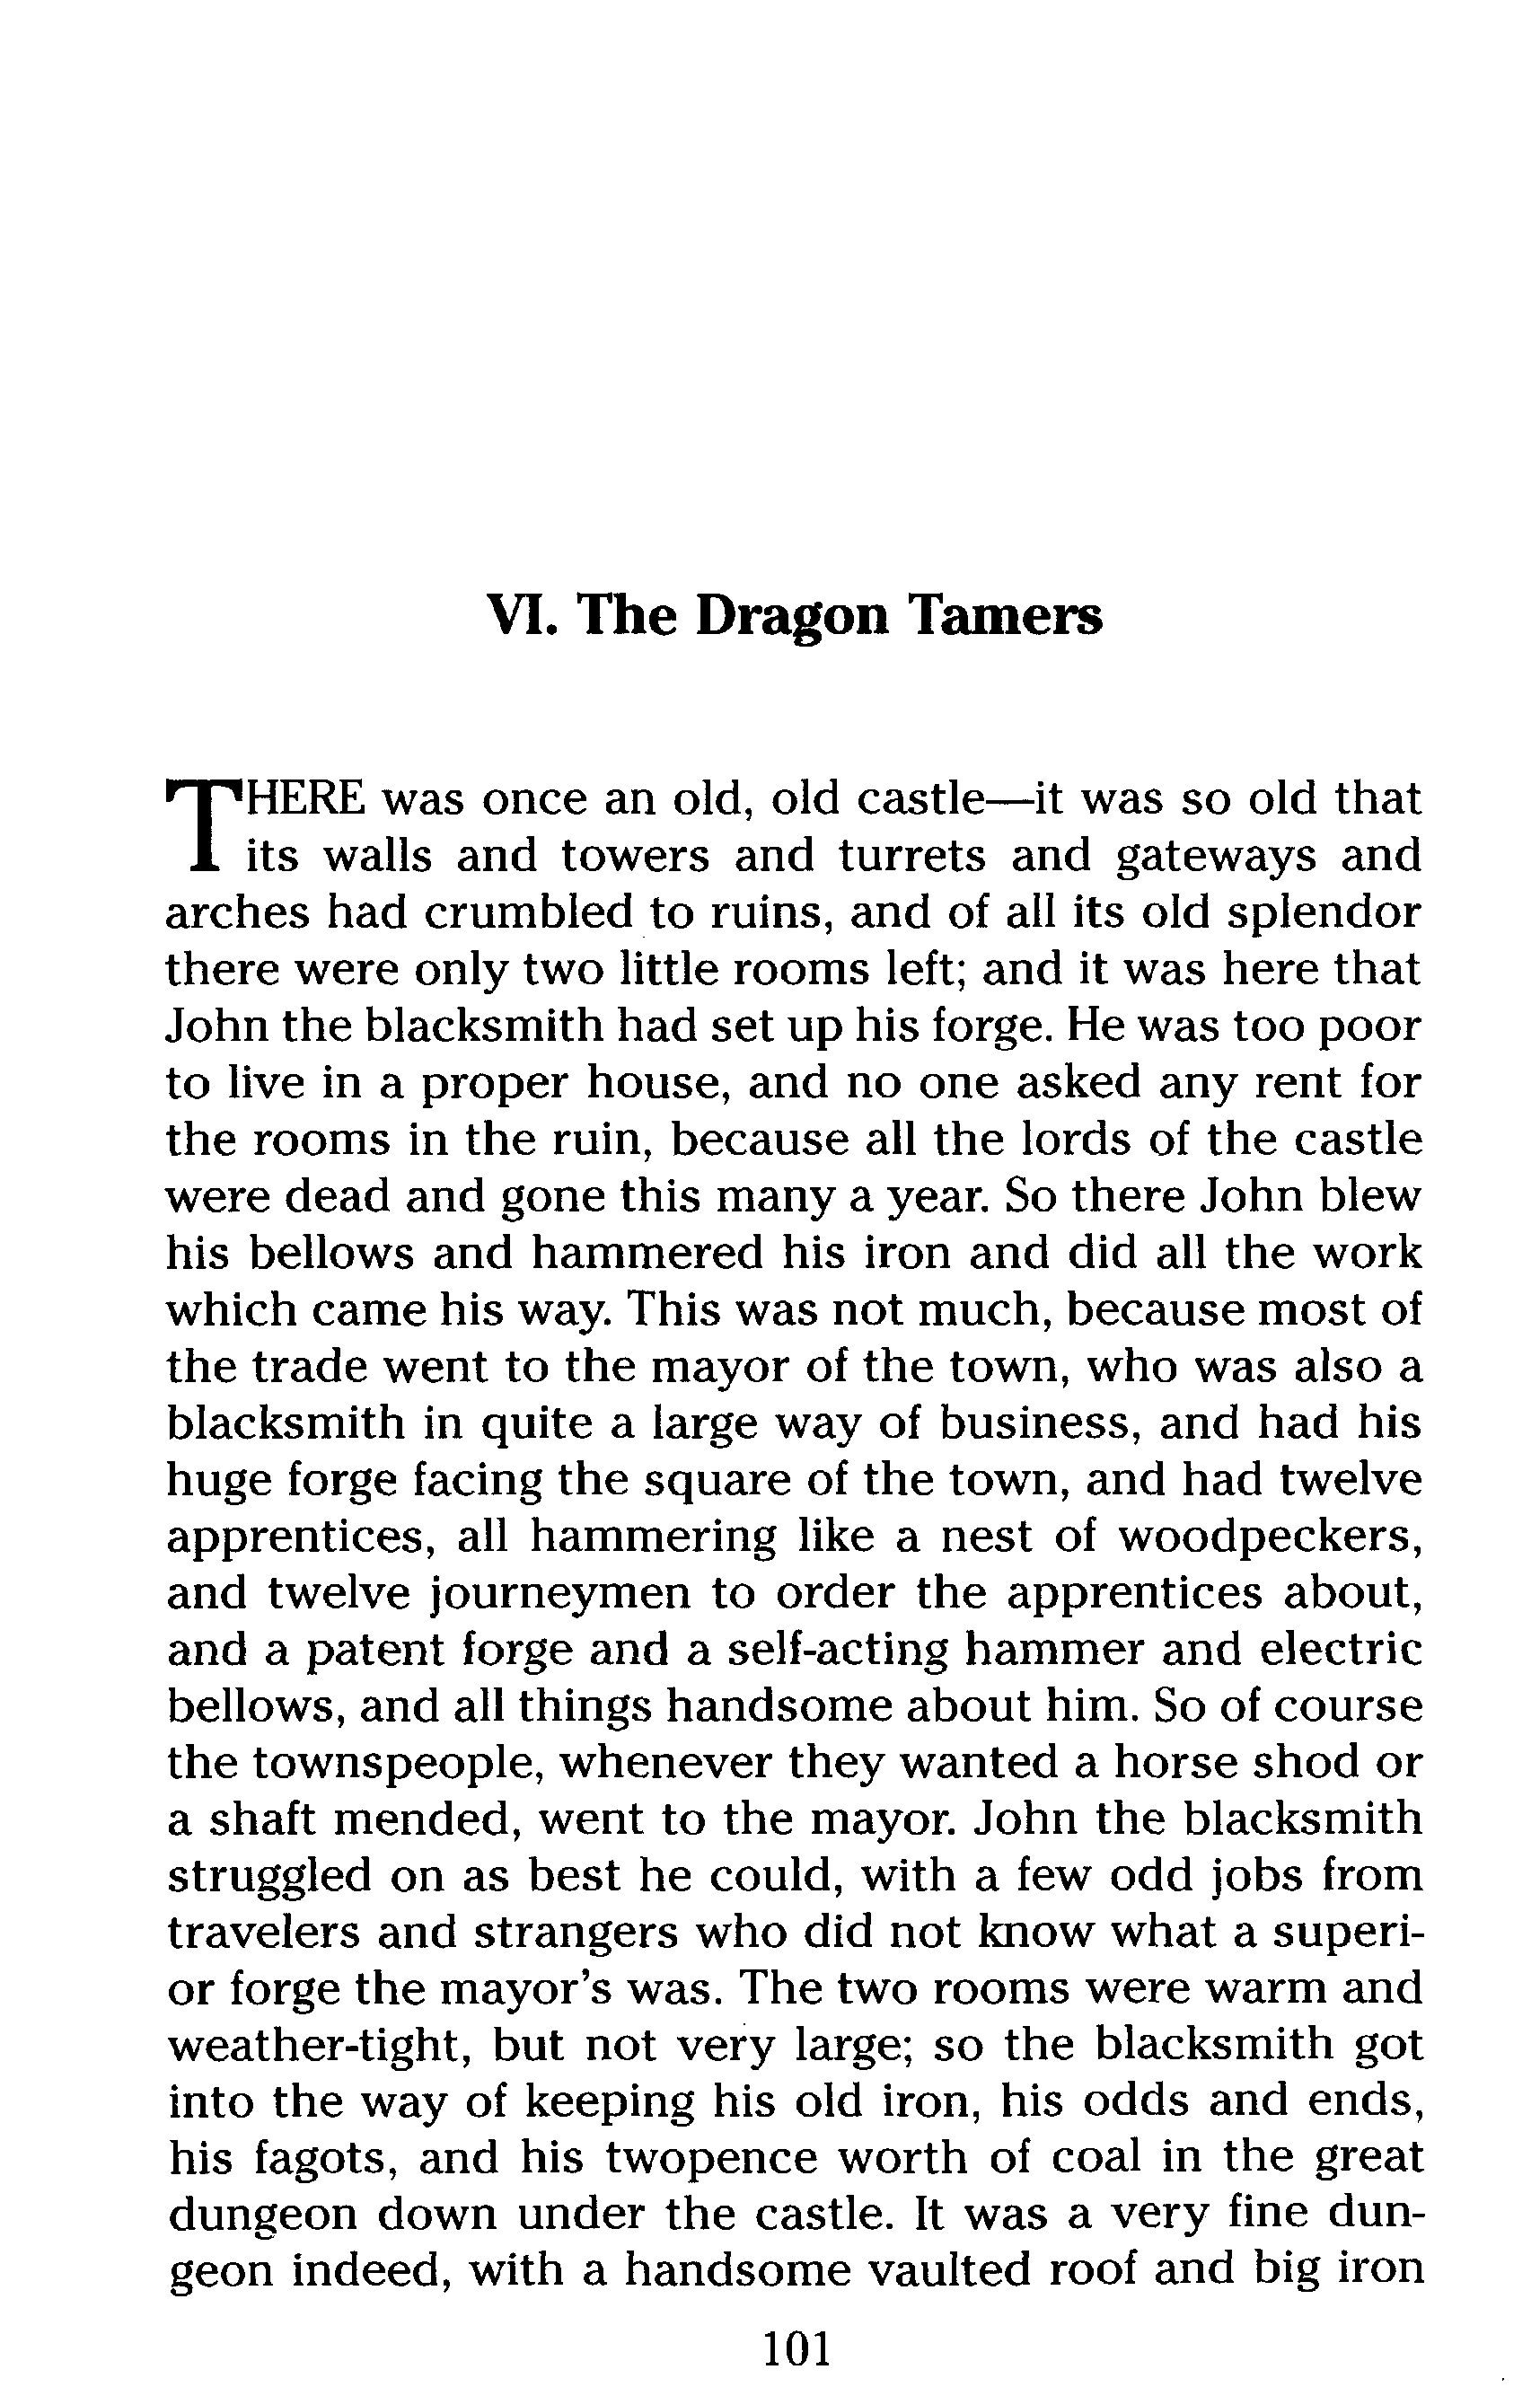 VI. The Dragon Tamers
THERE was once an old, old castle—it was so old that
its walls and towers and turrets and gateways and
arches had crumbled to ruins, and of all its old splendor
there were only two little rooms left; and it was here that
John the blacksmith had set up his forge. He was too poor
to live in a proper house, and no one asked any rent for
the rooms in the ruin, because all the lords of the castle
were dead and gone this many a year. So there John blew
his bellows and hammered his iron and did all the work
which came his way. This was not much, because most of
the trade went to the mayor of the town, who was also a
blacksmith in quite a large way of business, and had his
huge forge facing the square of the town, and had twelve
apprentices, all hammering like a nest of woodpeckers,
and twelve journeymen to order the apprentices about,
and a patent forge and a self-acting hammer and electric
bellows, and all things handsome about him. So of course
the townspeople, whenever they wanted a horse shod or
a shaft mended, went to the mayor. John the blacksmith
struggled on as best he could, with a few odd jobs from
travelers and strangers who did not know what a superi-
or forge the mayor's was. The two rooms were warm and
weather-tight, but not very large; so the blacksmith got
into the way of keeping his old iron, his odds and ends,
his fagots, and his twopence worth of coal in the great
dungeon down under the castle. It was a very fine dun-
geon indeed, with a handsome vaulted roof and big iron
101